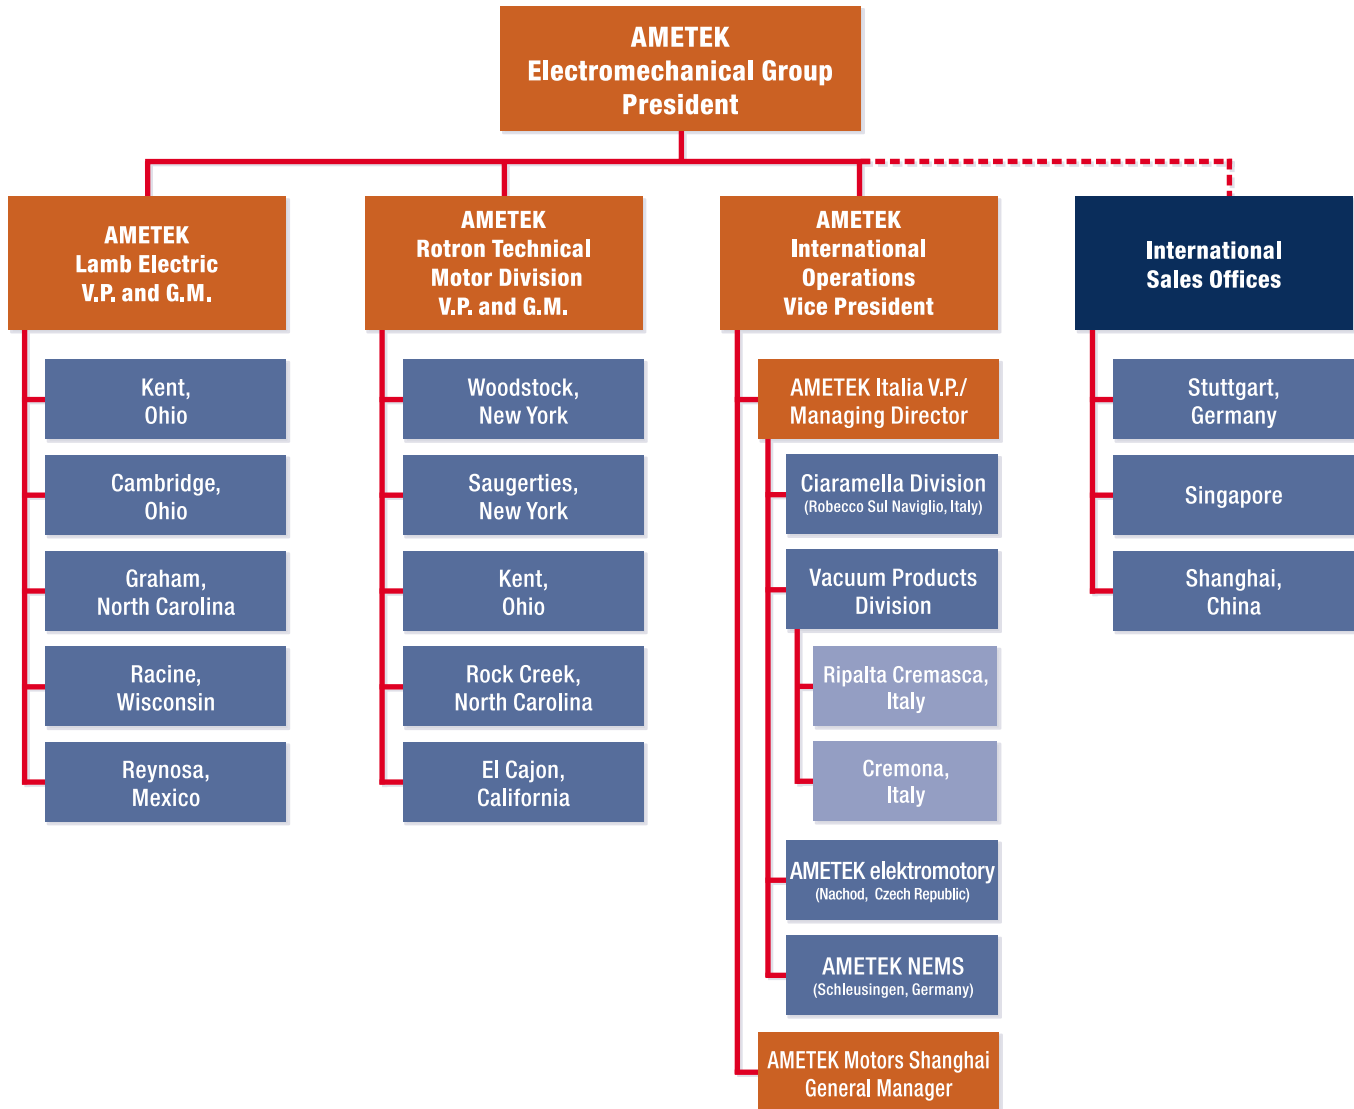 AMETEK
Electromechanical Group
President
AMETEK
Lamb Electric
V.P. and G.M.
Kent,
Ohio
Cambridge,
Ohio
Graham,
North Carolina
Racine,
Wisconsin
Reynosa,
Mexico
AMETEK
Rotron Technical
Motor Division
V.P. and G.M.
Woodstock,
New York
Saugerties,
New York
Kent,
Ohio
Rock Creek,
North Carolina
El Cajon,
California
AMETEK
International
Operations
Vice President
AMETEK Italia V.P./
Managing Director
Ciaramella Division
(Robecco Sul Naviglio, Italy)
Vacuum Products
Division
Ripalta Cremasca,
Italy
Cremona,
Italy
AMETEK elektromotory
(Nachod, Czech Republic)
AMETEK NEMS
(Schleusingen, Germany)
AMETEK Motors Shanghai
General Manager
International
Sales Offices
Stuttgart,
Germany
Singapore
Shanghai,
China